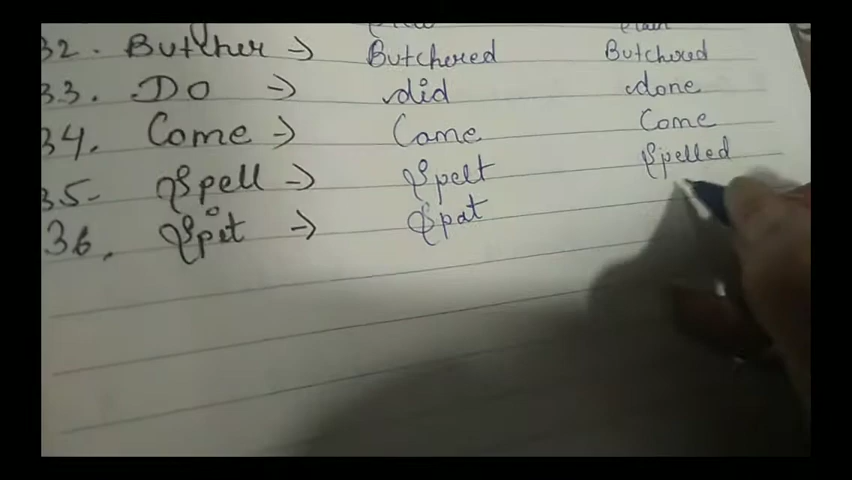 32. Butcher → Butchered Butchered
33. Do → did done
34. Come → Came Come
35- Spell → Spelt Spelled
36. Spit → Spat